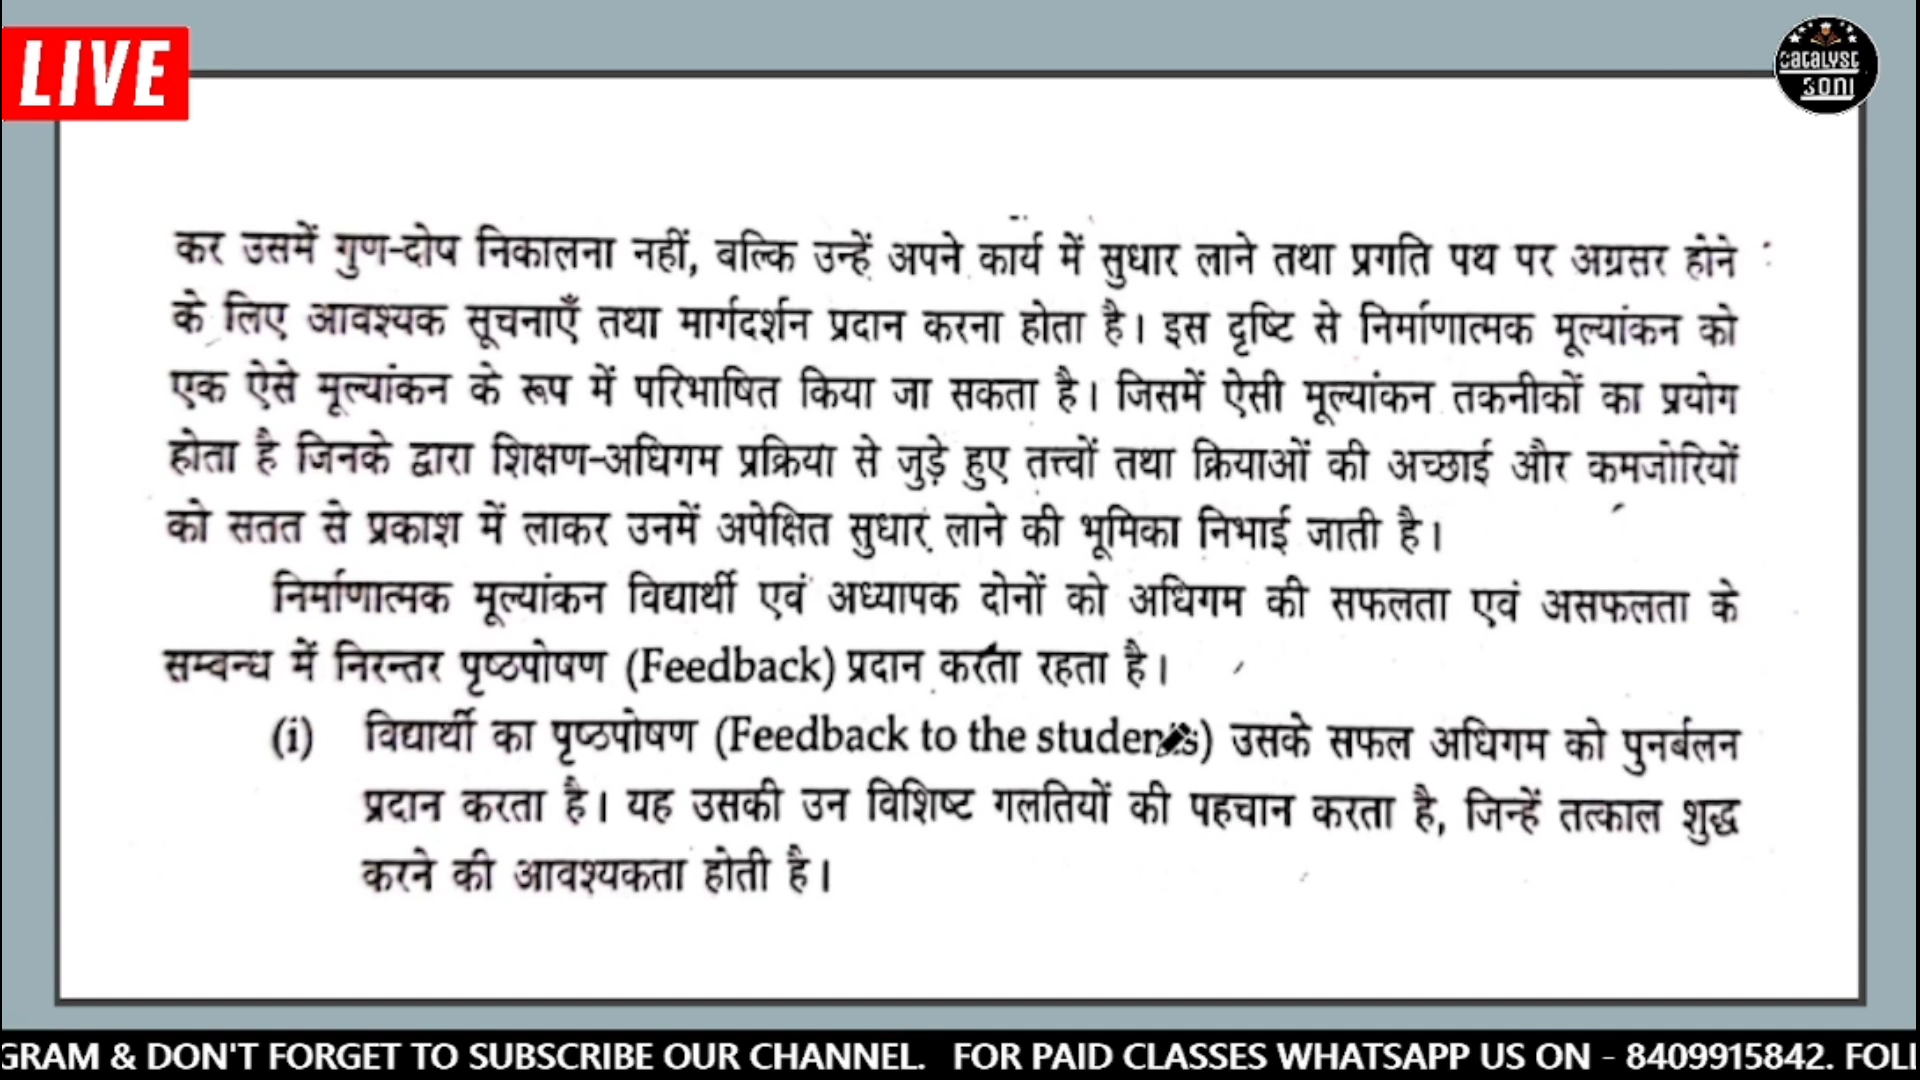 LIVE
CATALYST
SONI
कर उसमें गुण-दोष निकालना नहीं, बल्कि उन्हें अपने कार्य में सुधार लाने तथा प्रगति पथ पर अग्रसर होने
के लिए आवश्यक सूचनाएँ तथा मार्गदर्शन प्रदान करना होता है। इस दृष्टि से निर्माणात्मक मूल्यांकन को
एक ऐसे मूल्यांकन के रूप में परिभाषित किया जा सकता है। जिसमें ऐसी मूल्यांकन तकनीकों का प्रयोग
होता है जिनके द्वारा शिक्षण-अधिगम प्रक्रिया से जुड़े हुए तत्त्वों तथा क्रियाओं की अच्छाई और कमजोरियों
को सतत से प्रकाश में लाकर उनमें अपेक्षित सुधार लाने की भूमिका निभाई जाती है।
निर्माणात्मक मूल्यांकन विद्यार्थी एवं अध्यापक दोनों को अधिगम की सफलता एवं असफलता के
सम्बन्ध में निरन्तर पृष्ठपोषण (Feedback) प्रदान करता रहता है।
(i) विद्यार्थी का पृष्ठपोषण (Feedback to the students) उसके सफल अधिगम को पुनर्बलन
प्रदान करता है। यह उसकी उन विशिष्ट गलतियों की पहचान करता है, जिन्हें तत्काल शुद्ध
करने की आवश्यकता होती है।
GRAM & DON'T FORGET TO SUBSCRIBE OUR CHANNEL. FOR PAID CLASSES WHATSAPP US ON - 8409915842. FOLL